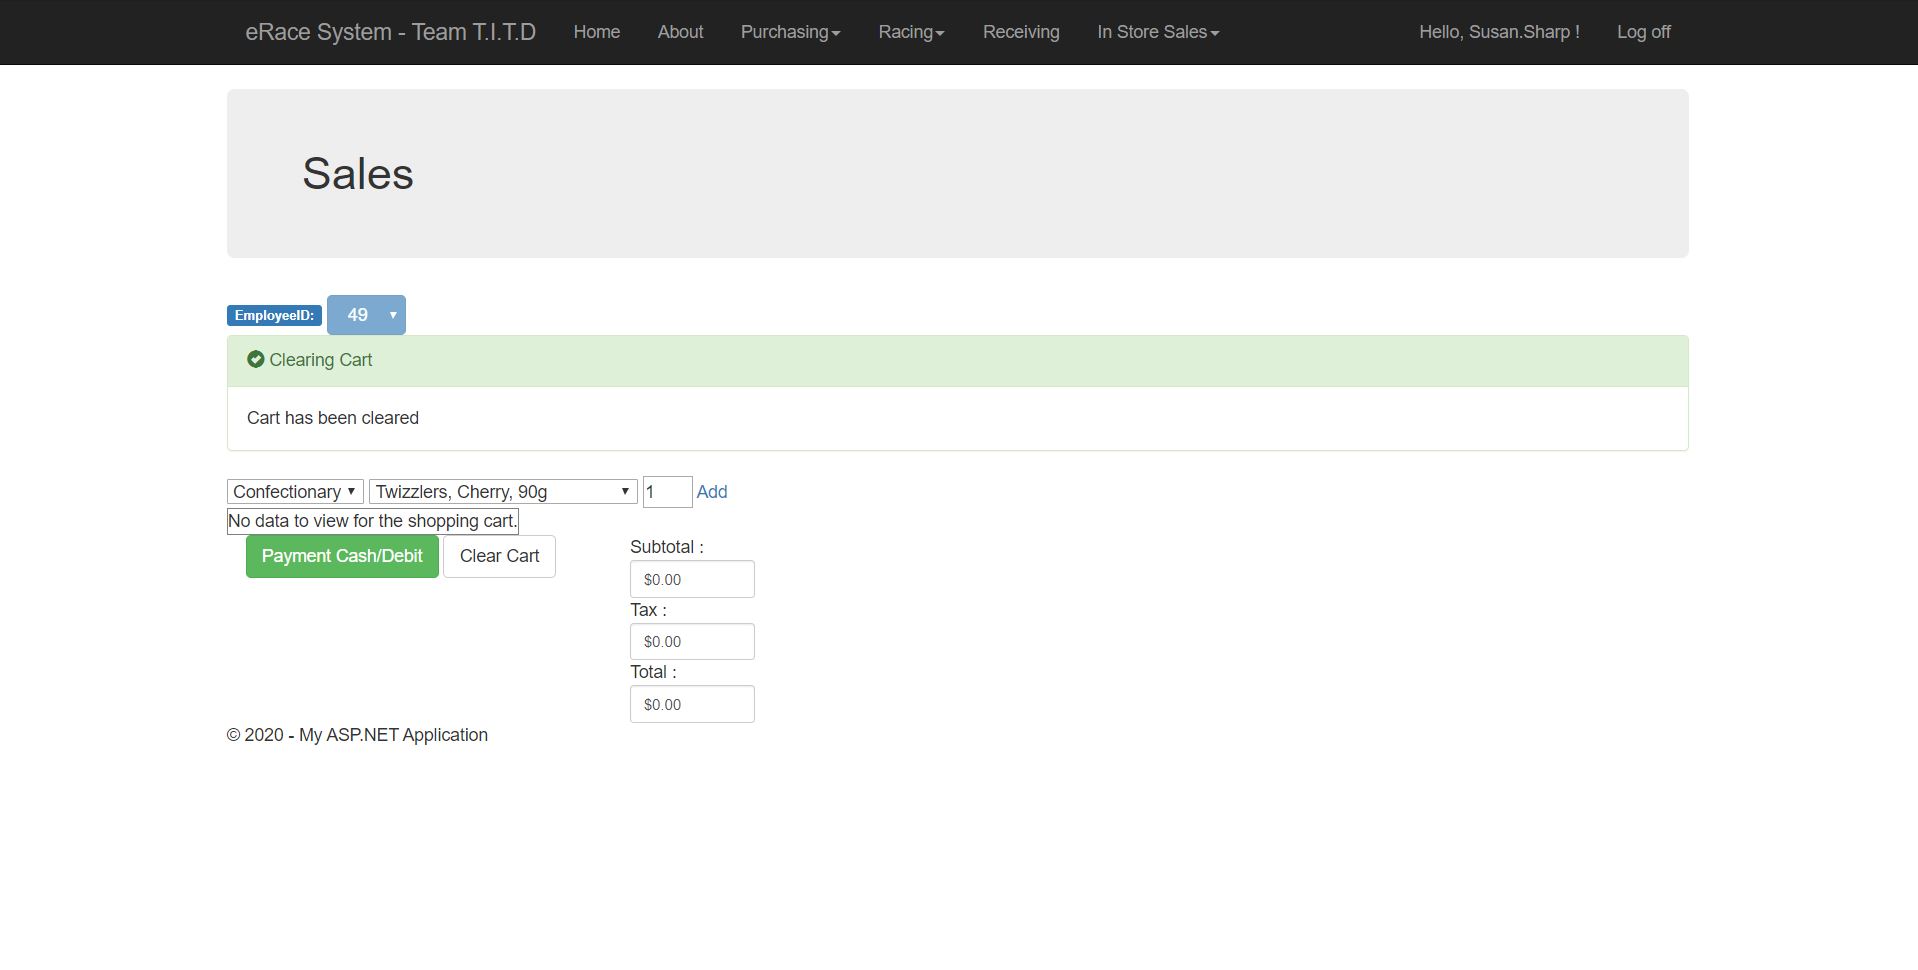 eRace System - Team T.I.T.D Home About Purchasing Racing Receiving In Store Sales Hello, Susan.Sharp ! Log off
Sales
EmployeeID: 49
Clearing Cart
Cart has been cleared
Confectionary Twizzlers, Cherry, 90g 1 Add
No data to view for the shopping cart.
Payment Cash/Debit Clear Cart
Subtotal :
$0.00
Tax :
$0.00
Total :
$0.00
© 2020 - My ASP.NET Application